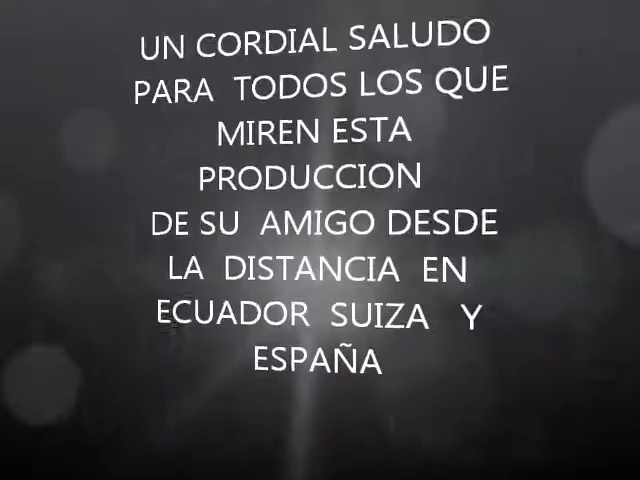 UN CORDIAL SALUDO
PARA TODOS LOS QUE
MIREN ESTA
PRODUCCION
DE SU AMIGO DESDE
LA DISTANCIA EN
ECUADOR SUIZA Y
ESPAÑA